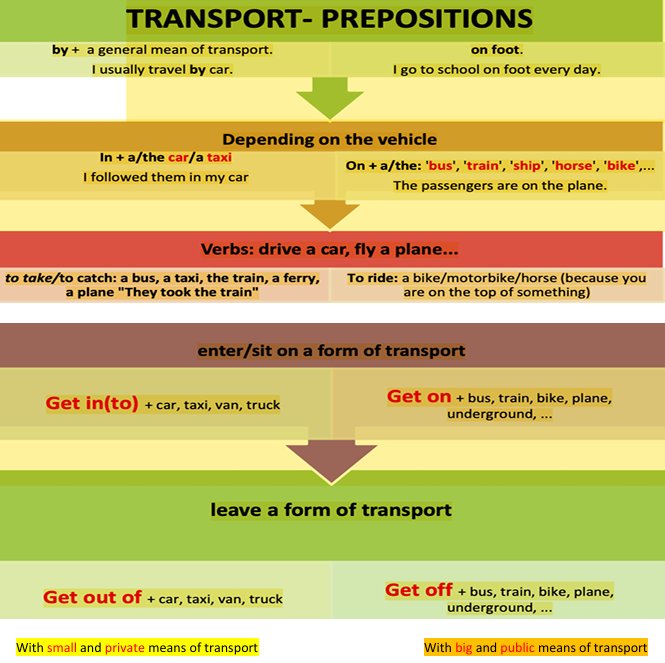 TRANSPORT- PREPOSITIONS
by + a general mean of transport.
I usually travel by car.
on foot.
I go to school on foot every day.
Depending on the vehicle
In + a/the car/a taxi
I followed them in my car
On + a/the: 'bus', 'train', 'ship', 'horse', 'bike',...
The passengers are on the plane.
Verbs: drive a car, fly a plane...
to take/to catch: a bus, a taxi, the train, a ferry,
a plane "They took the train"
To ride: a bike/motorbike/horse (because you
are on the top of something)
enter/sit on a form of transport
Get in(to) + car, taxi, van, truck
Get on + bus, train, bike, plane,
underground, ...
leave a form of transport
Get out of + car, taxi, van, truck
Get off + bus, train, bike, plane,
underground, ...
With small and private means of transport
With big and public means of transport